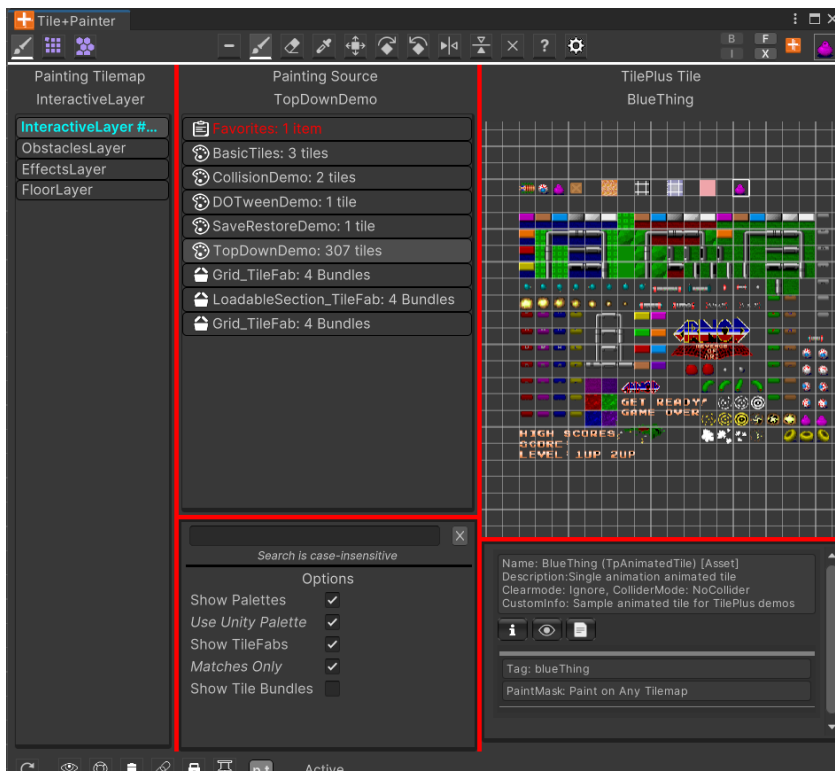 Tile+Painter
B F
I X
Painting Tilemap
InteractiveLayer
InteractiveLayer #...
ObstaclesLayer
EffectsLayer
FloorLayer
Painting Source
TopDownDemo
Favorites: 1 item
BasicTiles: 3 tiles
CollisionDemo: 2 tiles
DOTweenDemo: 1 tile
SaveRestoreDemo: 1 tile
TopDownDemo: 307 tiles
Grid_TileFab: 4 Bundles
LoadableSection_TileFab: 4 Bundles
Grid_TileFab: 4 Bundles
X
Search is case-insensitive
Options
Show Palettes
Use Unity Palette
Show TileFabs
Matches Only
Show Tile Bundles
TilePlus Tile
BlueThing
GET READY!
GAME OVER
HIGH SCORES,
SCORE
LEVEL: 1UP 2UP
Name: BlueThing (TpAnimatedTile) [Asset]
Description:Single animation animated tile
Clearmode: Ignore, ColliderMode: NoCollider
CustomInfo: Sample animated tile for TilePlus demos
Tag: blueThing
PaintMask: Paint on Any Tilemap
Active